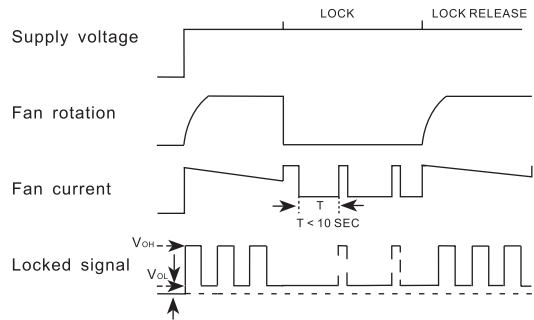 LOCK
LOCK RELEASE
Supply voltage
Fan rotation
Fan current
T
T < 10 SEC
VOH
Locked signal
VOL